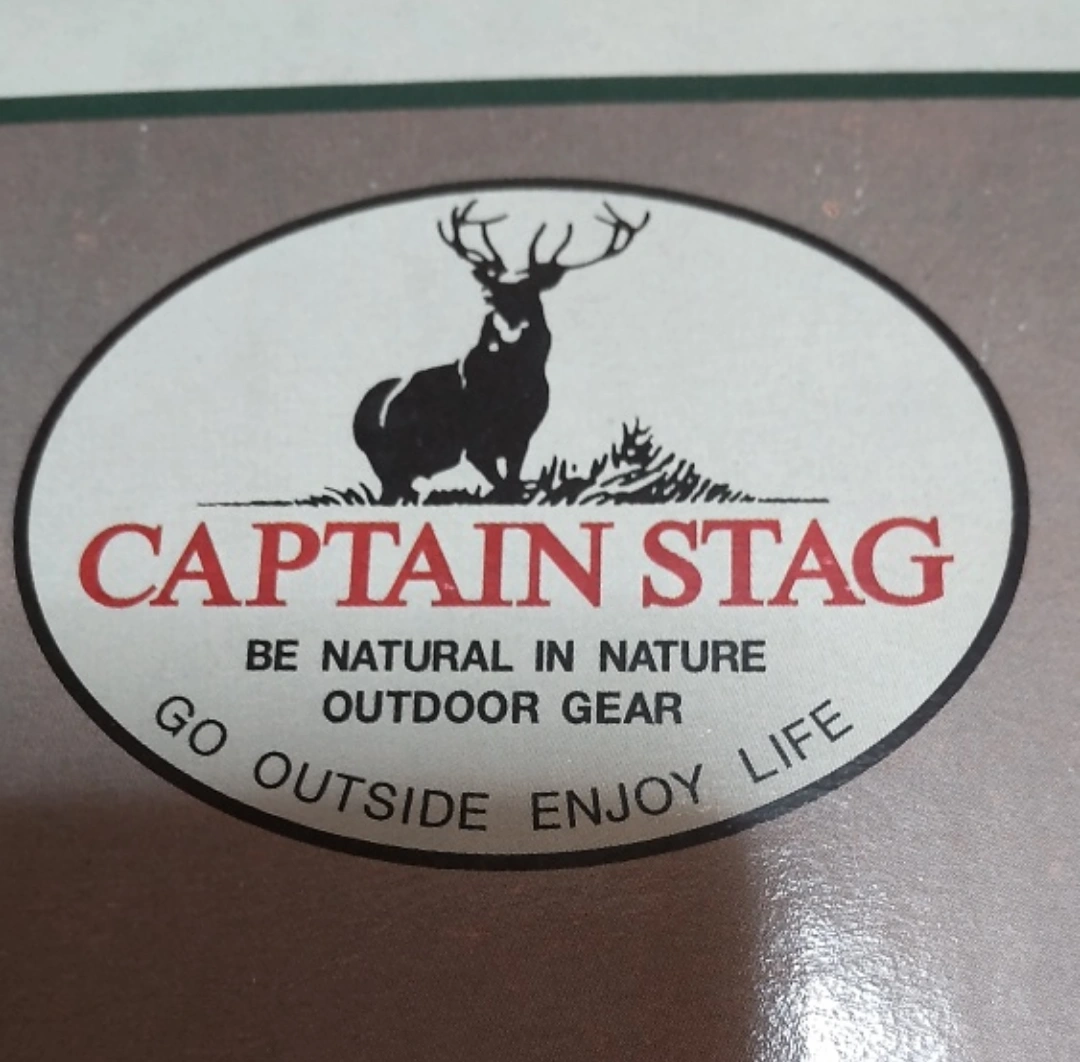 CAPTAIN STAG
BE NATURAL IN NATURE
OUTDOOR GEAR
GO OUTSIDE ENJOY LIFE